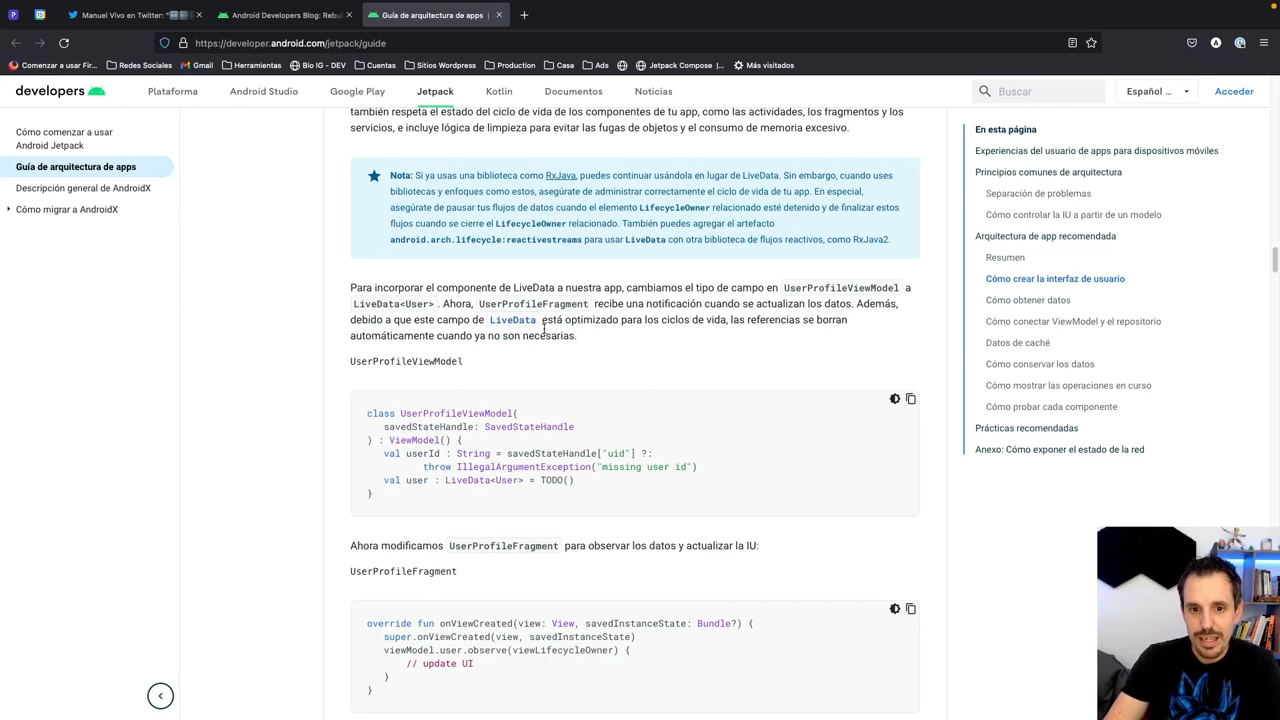 Manuel Vivo en Twitter: "
Android Developers Blog: Rebui
Guía de arquitectura de apps
https://developer.android.com/jetpack/guide
Comenzar a usar Fir...
Redes Sociales
Gmail
Herramientas
Bio IG - DEV
Cuentas
Sitios Wordpress
Production
Casa
Ads
Jetpack Compose |...
Más visitados
developers
Plataforma
Android Studio
Google Play
Jetpack
Kotlin
Documentos
Noticias
Buscar
Español ...
Acceder
Cómo comenzar a usar
Android Jetpack
Guía de arquitectura de apps
Descripción general de AndroidX
Cómo migrar a AndroidX
también respeta el estado del ciclo de vida de los componentes de tu app, como las actividades, los fragmentos y los
servicios, e incluye lógica de limpieza para evitar las fugas de objetos y el consumo de memoria excesivo.
Nota: Si ya usas una biblioteca como RxJava, puedes continuar usándola en lugar de LiveData. Sin embargo, cuando uses
bibliotecas y enfoques como estos, asegúrate de administrar correctamente el ciclo de vida de tu app. En especial,
asegúrate de pausar tus flujos de datos cuando el elemento LifecycleOwner relacionado esté detenido y de finalizar estos
flujos cuando se cierre el LifecycleOwner relacionado. También puedes agregar el artefacto
android.arch.lifecycle:reactivestreams para usar LiveData con otra biblioteca de flujos reactivos, como RxJava2.
Para incorporar el componente de LiveData a nuestra app, cambiamos el tipo de campo en UserProfileViewModel a
LiveData<User>. Ahora, UserProfileFragment recibe una notificación cuando se actualizan los datos. Además,
debido a que este campo de LiveData está optimizado para los ciclos de vida, las referencias se borran
automáticamente cuando ya no son necesarias.
UserProfileViewModel
class UserProfileViewModel(
savedStateHandle: SavedStateHandle
) : ViewModel() {
val userId : String = savedStateHandle["uid"] ?:
throw IllegalArgumentException("missing user id")
val user : LiveData<User> = TODO()
}
Ahora modificamos UserProfileFragment para observar los datos y actualizar la IU:
UserProfileFragment
override fun onViewCreated(view: View, savedInstanceState: Bundle?) {
super.onViewCreated(view, savedInstanceState)
viewModel.user.observe(viewLifecycleOwner) {
// update UI
}
}
En esta página
Experiencias del usuario de apps para dispositivos móviles
Principios comunes de arquitectura
Separación de problemas
Cómo controlar la IU a partir de un modelo
Arquitectura de app recomendada
Resumen
Cómo crear la interfaz de usuario
Cómo obtener datos
Cómo conectar ViewModel y el repositorio
Datos de caché
Cómo conservar los datos
Cómo mostrar las operaciones en curso
Cómo probar cada componente
Prácticas recomendadas
Anexo: Cómo exponer el estado de la red